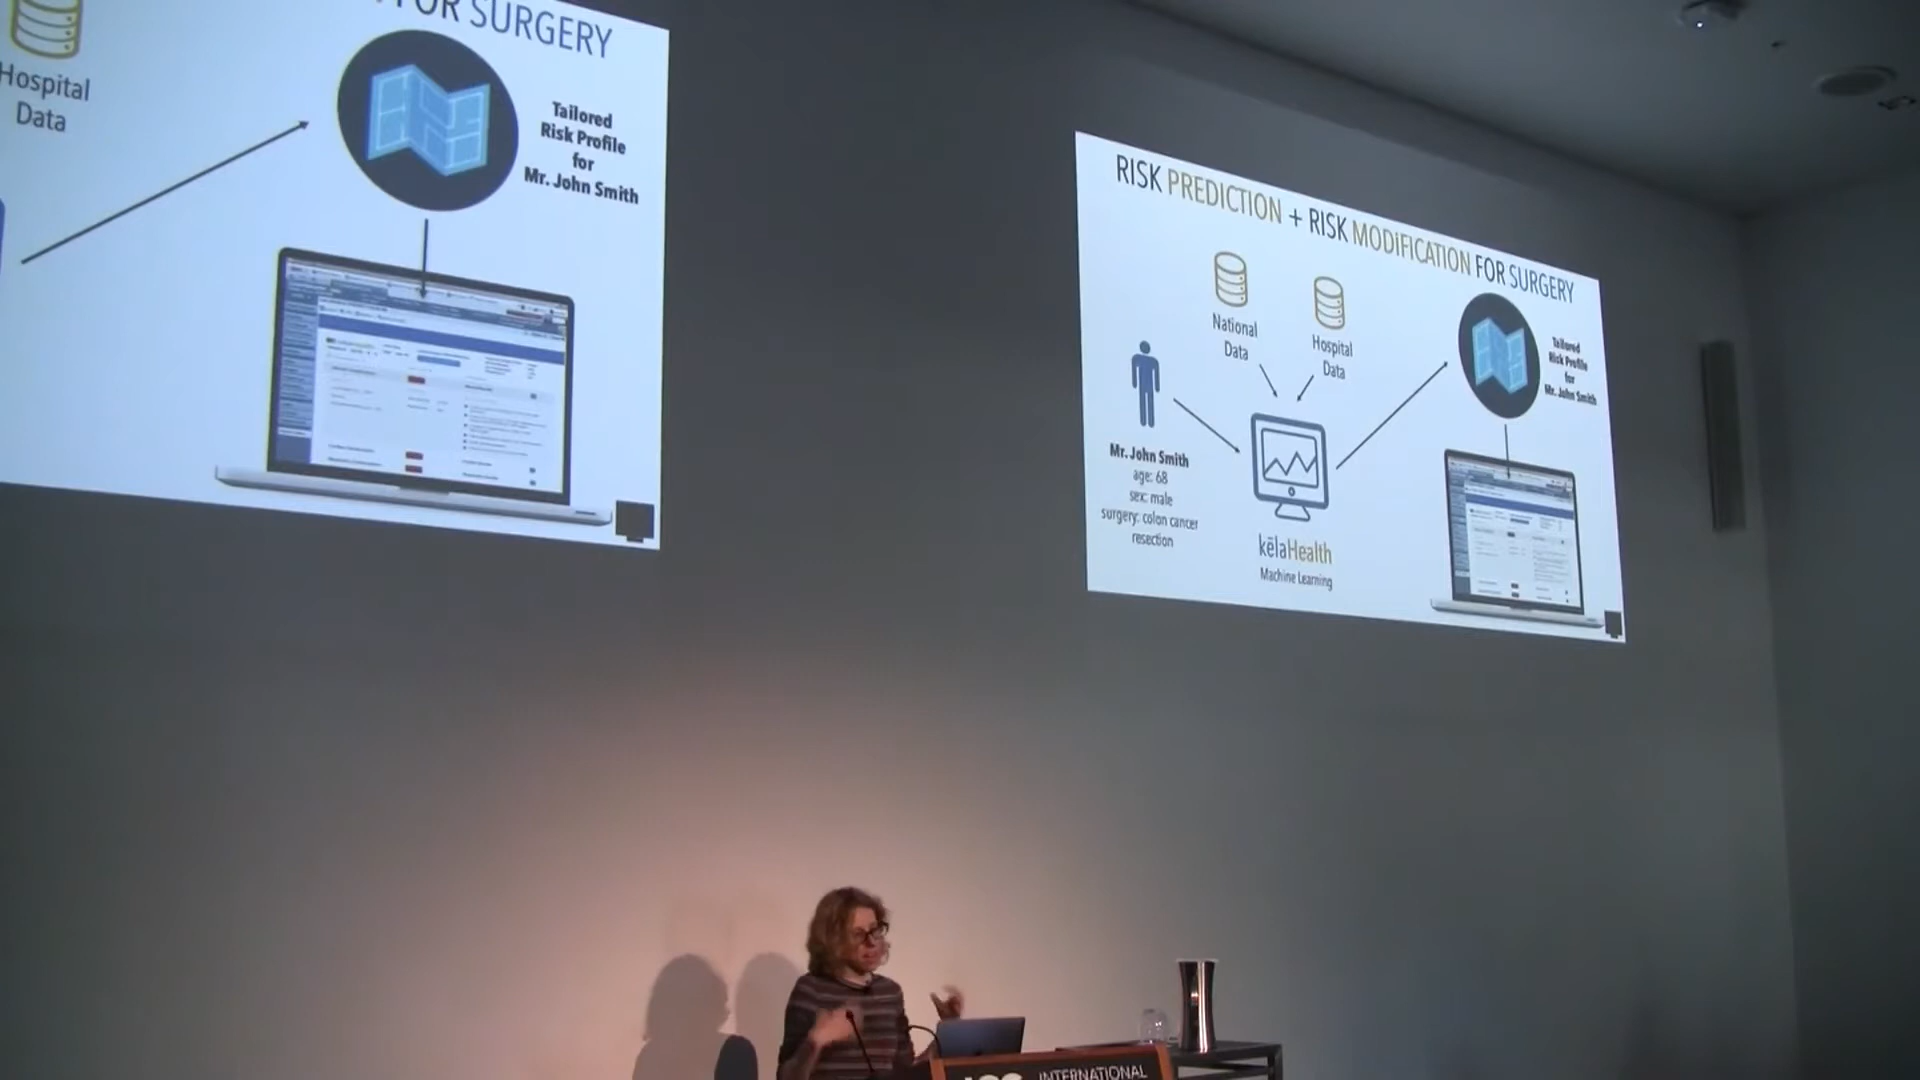 FOR SURGERY
Hospital
Data
Tailored
Risk Profile
for
Mr. John Smith
RISK PREDICTION + RISK MODIFICATION FOR SURGERY
National
Data
Hospital
Data
Tailored
Risk Profile
for
Mr. John Smith
Mr. John Smith
age: 68
sex: male
surgery: colon cancer
resection
kēlaHealth
Machine Learning
INTERNATIONAL